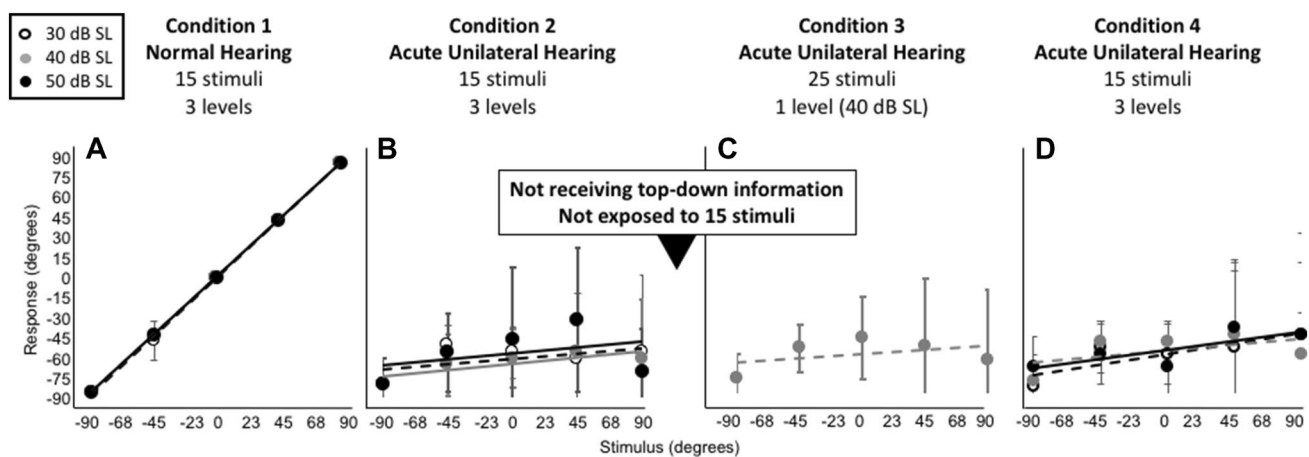 30 dB SL
40 dB SL
50 dB SL
Condition 1
Normal Hearing
15 stimuli
3 levels
Condition 2
Acute Unilateral Hearing
15 stimuli
3 levels
Condition 3
Acute Unilateral Hearing
25 stimuli
1 level (40 dB SL)
Condition 4
Acute Unilateral Hearing
15 stimuli
3 levels
A
B
C
D
Not receiving top-down information
Not exposed to 15 stimuli
Response (degrees)
90
75
60
45
30
15
0
-15
-30
-45
-60
-75
-90
-90 -68 -45 -23 0 23 45 68 90
-90 -68 -45 -23 0 23 45 68 90
-90 -68 -45 -23 0 23 45 68 90
-90 -68 -45 -23 0 23 45 68 90
Stimulus (degrees)